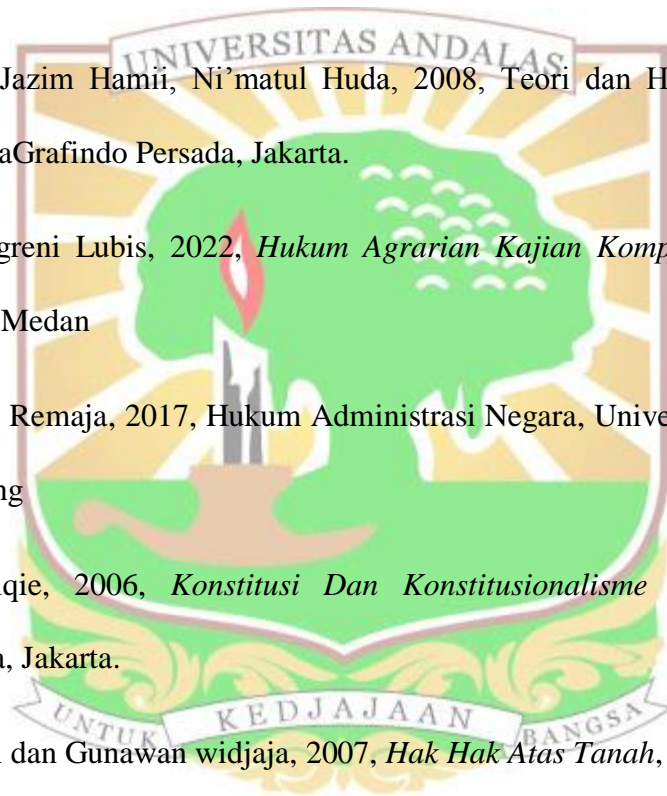 UNIVERSITAS ANDALAS
Jazim Hamii, Ni’matul Huda, 2008, Teori dan H
aGrafindo Persada, Jakarta.
greni Lubis, 2022, Hukum Agrarian Kajian Komp
Medan
Remaja, 2017, Hukum Administrasi Negara, Unive
ng
qie, 2006, Konstitusi Dan Konstitusionalisme
a, Jakarta.
UNTUK KEDJAJAAN BANGSA
i dan Gunawan widjaja, 2007, Hak Hak Atas Tanah,